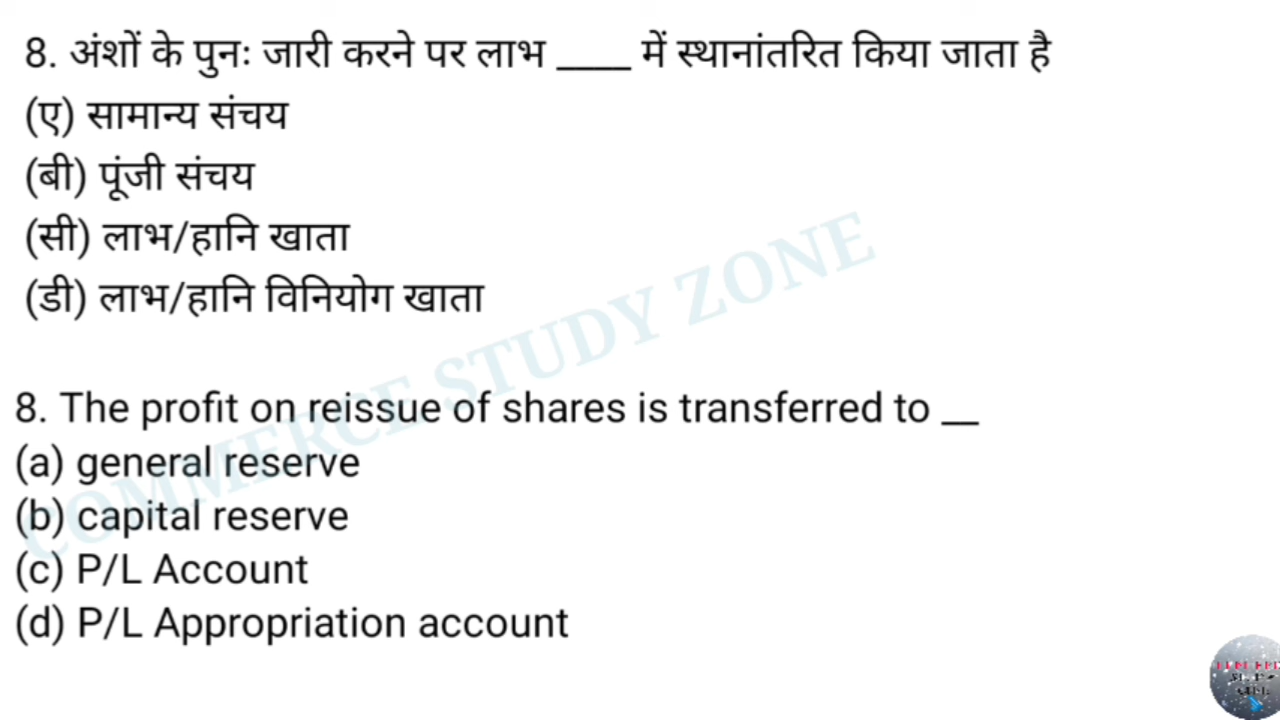 8. अंशों के पुनः जारी करने पर लाभ ____ में स्थानांतरित किया जाता है
(ए) सामान्य संचय
(बी) पूंजी संचय
(सी) लाभ/हानि खाता
(डी) लाभ/हानि विनियोग खाता
COMMERCE STUDY ZONE
8. The profit on reissue of shares is transferred to __
(a) general reserve
(b) capital reserve
(c) P/L Account
(d) P/L Appropriation account